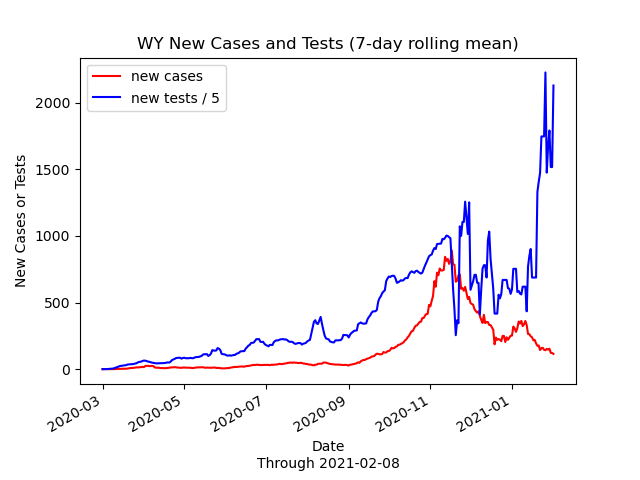 WY New Cases and Tests (7-day rolling mean)
new cases
new tests / 5
New Cases or Tests
2000
1500
1000
500
0
2020-03
2020-05
2020-07
2020-09
2020-11
2021-01
Date
Through 2021-02-08